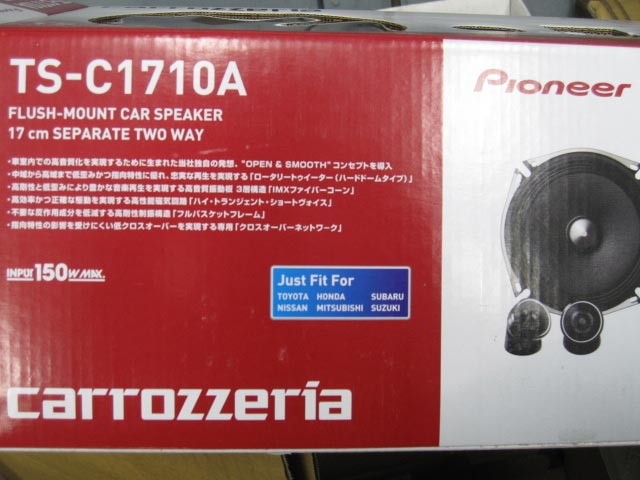 TS-C1710A
FLUSH-MOUNT CAR SPEAKER
17 cm SEPARATE TWO WAY
・車室内での高音質化を実現するために生まれた当社独自の発想、"OPEN & SMOOTH"コンセプトを導入
・中域から高域まで低歪みかつ指向特性に優れ、忠実な再生を実現する「ロータリートゥイーター(ハードドームタイプ)」
・高剛性と低歪みにより豊かな音楽再生を実現する高音質振動板 3層構造「IMXファイバーコーン」
・高効率かつ正確な駆動を実現する高性能磁気回路「ハイ・トランジェント・ショートヴォイス」
・不要な反作用成分を低減する高剛性制振構造「フルバスケットフレーム」
・指向特性の影響を受けにくい低クロスオーバーを実現する専用「クロスオーバーネットワーク」
INPUT 150W MAX.
Just Fit For
TOYOTA HONDA SUBARU
NISSAN MITSUBISHI SUZUKI
carrozzeria
Pioneer